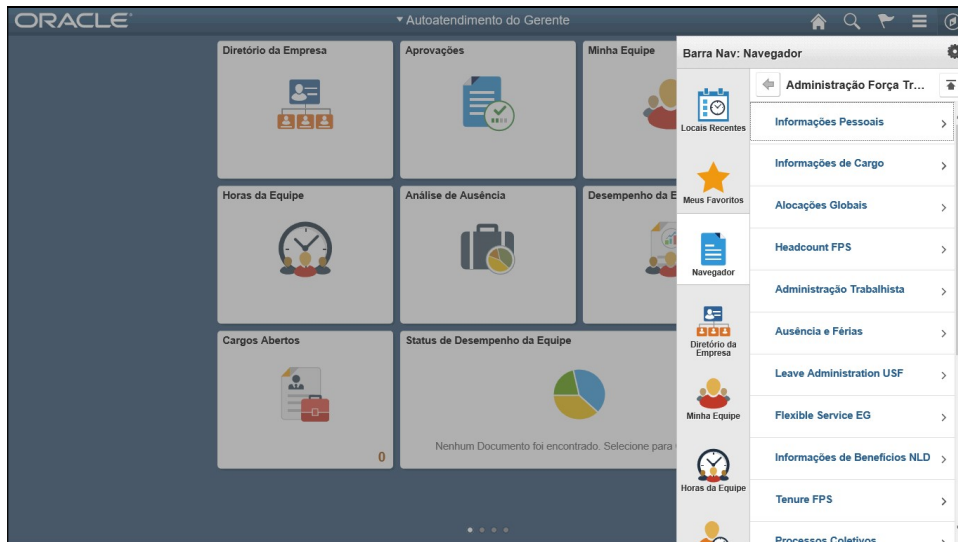 ORACLE
Autoatendimento do Gerente
Diretório da Empresa
Aprovações
Minha Equipe
Horas da Equipe
Análise de Ausência
Desempenho da E
Cargos Abertos
0
Status de Desempenho da Equipe
Nenhum Documento foi encontrado. Selecione para
Barra Nav: Navegador
Locais Recentes
Meus Favoritos
Navegador
Diretório da
Empresa
Minha Equipe
Horas da Equipe
Administração Força Tr...
Informações Pessoais
Informações de Cargo
Alocações Globais
Headcount FPS
Administração Trabalhista
Ausência e Férias
Leave Administration USF
Flexible Service EG
Informações de Benefícios NLD
Tenure FPS
Processos Coletivos